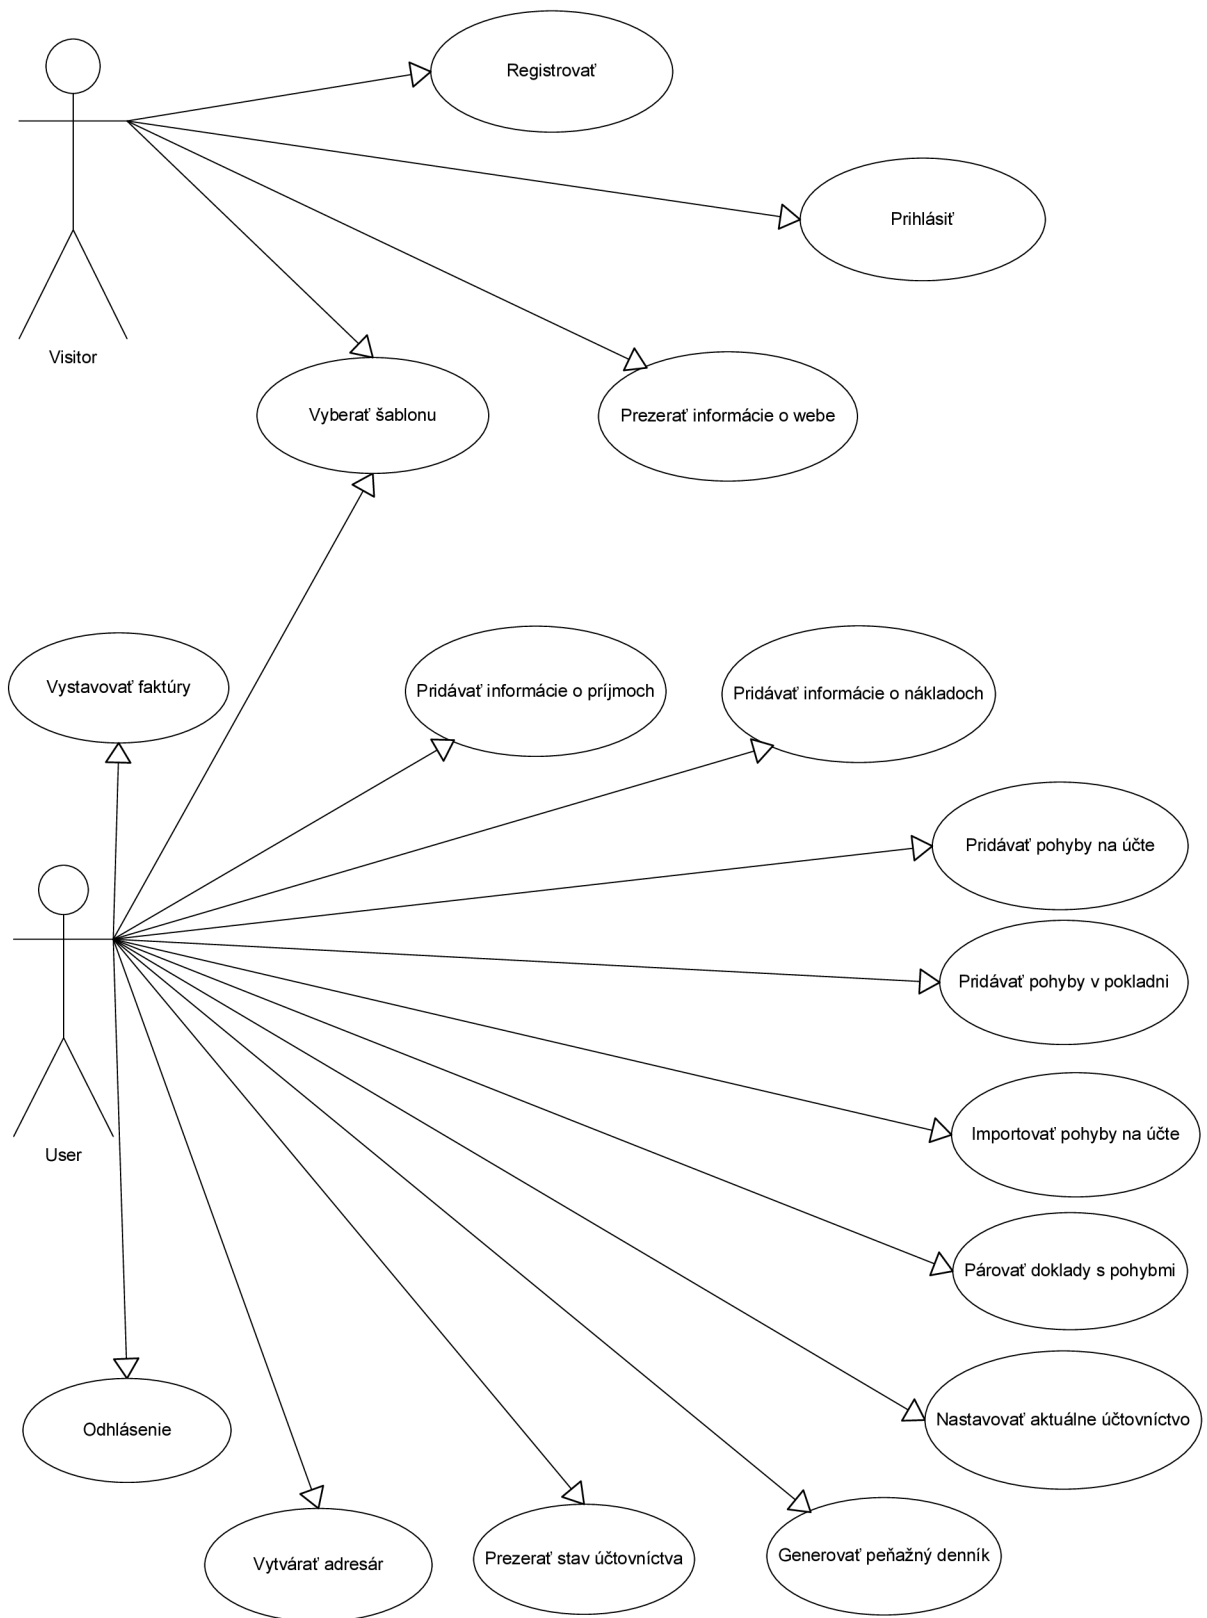 Registrovať
Prihlásiť
Visitor
Vyberať šablonu
Prezerať informácie o webe
Vystavovať faktúry
Pridávať informácie o príjmoch
Pridávať informácie o nákladoch
Pridávať pohyby na účte
Pridávať pohyby v pokladni
Importovať pohyby na účte
User
Párovať doklady s pohybmi
Nastavovať aktuálne účtovníctvo
Odhlásenie
Vytvárať adresár
Prezerať stav účtovníctva
Generovať peňažný denník